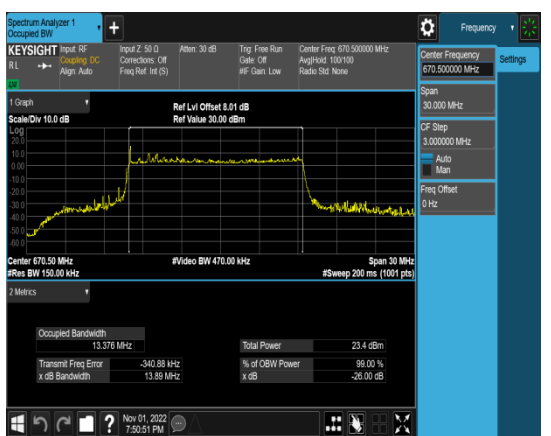 Spectrum Analyzer 1
Occupied BW
Frequency
KEYSIGHT
R L
Input: RF
Coupling: DC
Align: Auto
Input Z: 50 Ω
Corrections: Off
Freq Ref: Int (S)
Atten: 30 dB
Trig: Free Run
Gate: Off
#IF Gain: Low
Center Freq: 670.500000 MHz
Avg|Hold: 100/100
Radio Std: None
Center Frequency
670.500000 MHz
Settings
Span
30.000 MHz
CF Step
3.000000 MHz
Auto
Man
Freq Offset
0 Hz
1 Graph
Scale/Div 10.0 dB
Ref Lvl Offset 8.01 dB
Ref Value 30.00 dBm
Log
20.0
10.0
0.00
-10.0
-20.0
-30.0
-40.0
-50.0
-60.0
Center 670.50 MHz
#Video BW 470.00 kHz
Span 30 MHz
#Res BW 150.00 kHz
#Sweep 200 ms (1001 pts)
2 Metrics
Occupied Bandwidth
13.376 MHz
Total Power 23.4 dBm
Transmit Freq Error -340.88 kHz
% of OBW Power 99.00 %
x dB Bandwidth 13.89 MHz
x dB -26.00 dB
?
Nov 01, 2022
7:50:51 PM